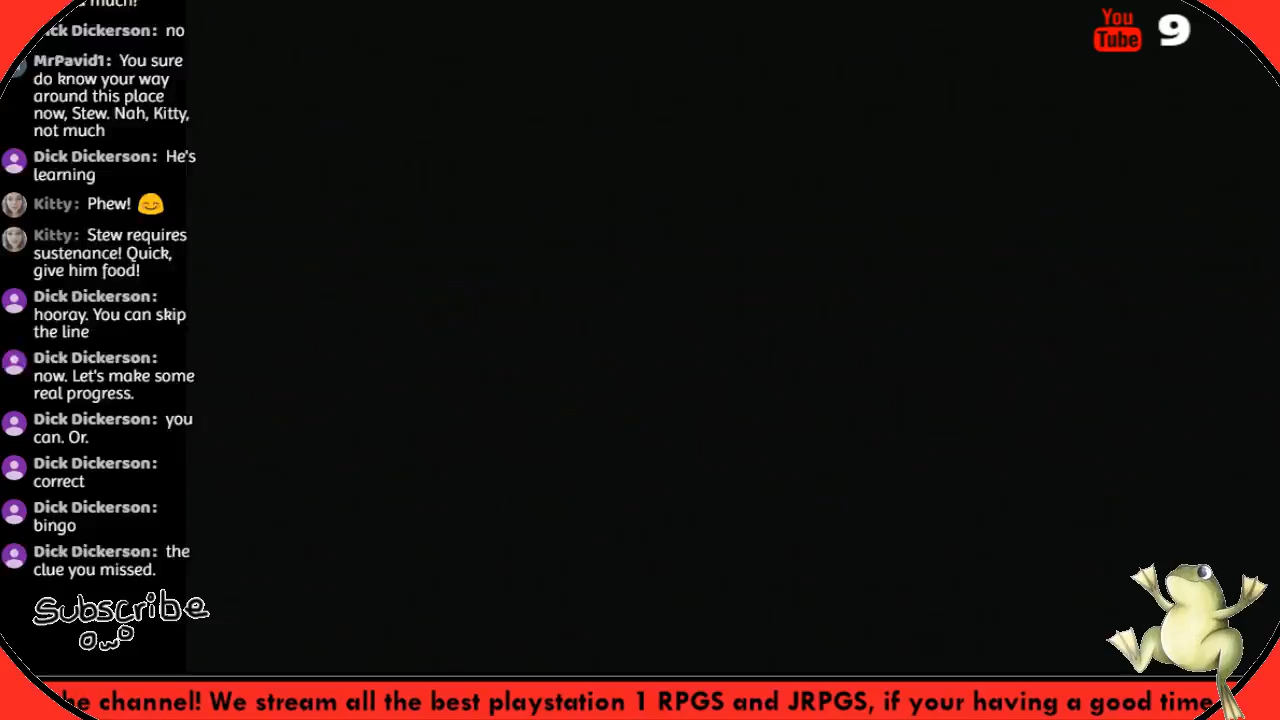 much?
Dick Dickerson: no
MrPavid1: You sure
do know your way
around this place
now, Stew. Nah, Kitty,
not much
Dick Dickerson: He's
learning
Kitty: Phew!
Kitty: Stew requires
sustenance! Quick,
give him food!
Dick Dickerson:
hooray. You can skip
the line
Dick Dickerson:
now. Let's make some
real progress.
Dick Dickerson: you
can. Or.
Dick Dickerson:
correct
Dick Dickerson:
bingo
Dick Dickerson: the
clue you missed.
Subscribe
OwO
You
Tube 9
he channel! We stream all the best playstation 1 RPGS and JRPGS, if your having a good time